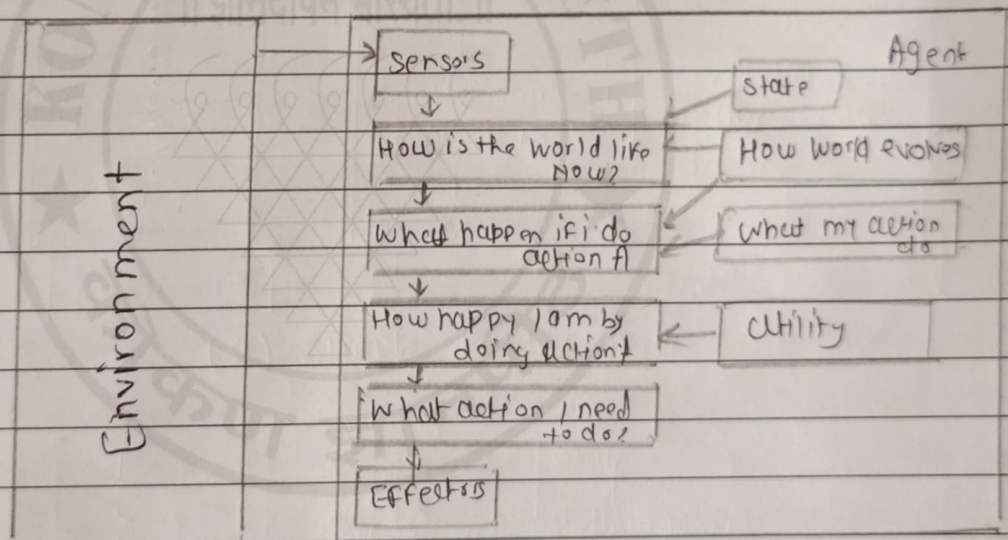 Agent
Sensors
State
How is the world like
Now?
How world evolves
What happen if i do
action A
What my action
do
How happy I am by
doing action?
Utility
What action I need
to do?
Effectors
Environment